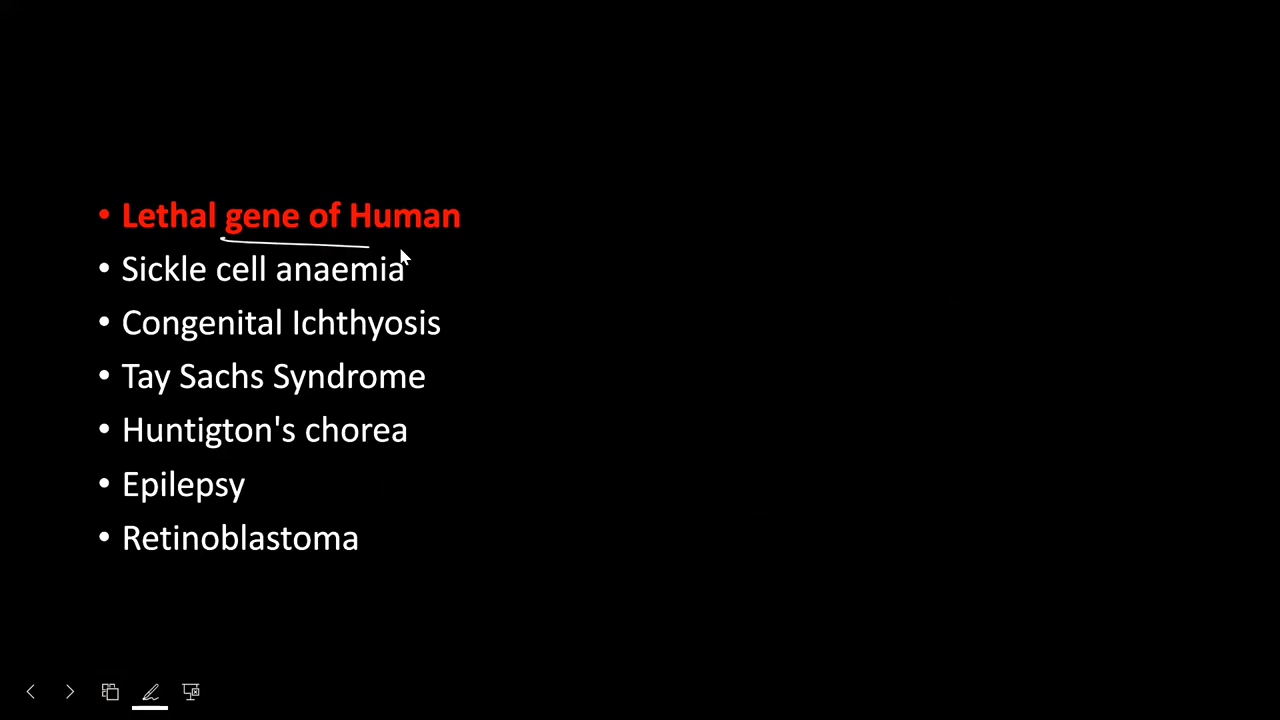 • Lethal gene of Human
• Sickle cell anaemia
• Congenital Ichthyosis
• Tay Sachs Syndrome
• Huntigton's chorea
• Epilepsy
• Retinoblastoma